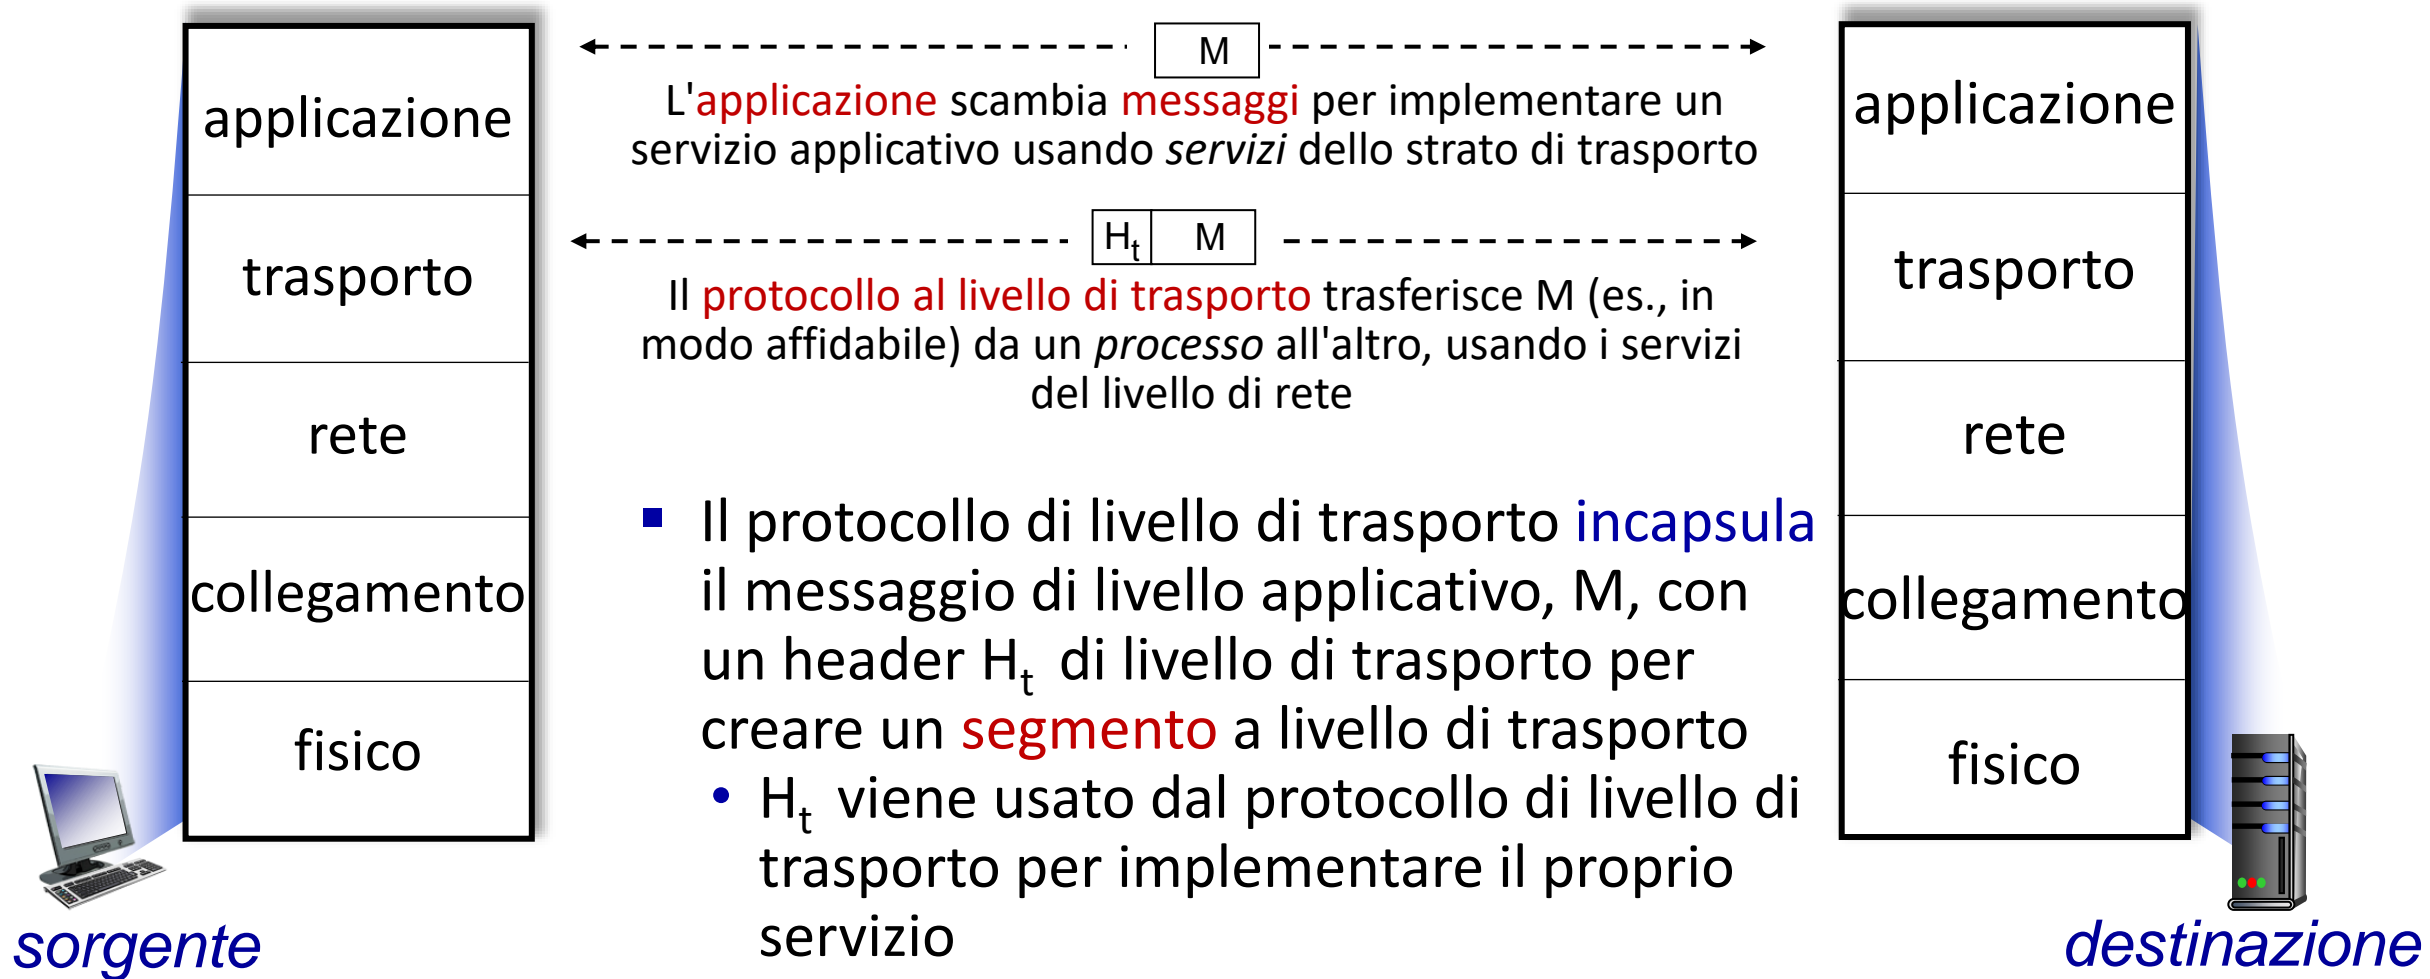 applicazione
trasporto
rete
collegamento
fisico
sorgente
M
L'applicazione scambia messaggi per implementare un
servizio applicativo usando servizi dello strato di trasporto
Ht M
Il protocollo al livello di trasporto trasferisce M (es., in
modo affidabile) da un processo all'altro, usando i servizi
del livello di rete
Il protocollo di livello di trasporto incapsula
il messaggio di livello applicativo, M, con
un header Ht di livello di trasporto per
creare un segmento a livello di trasporto
Ht viene usato dal protocollo di livello di
trasporto per implementare il proprio
servizio
applicazione
trasporto
rete
collegamento
fisico
destinazione